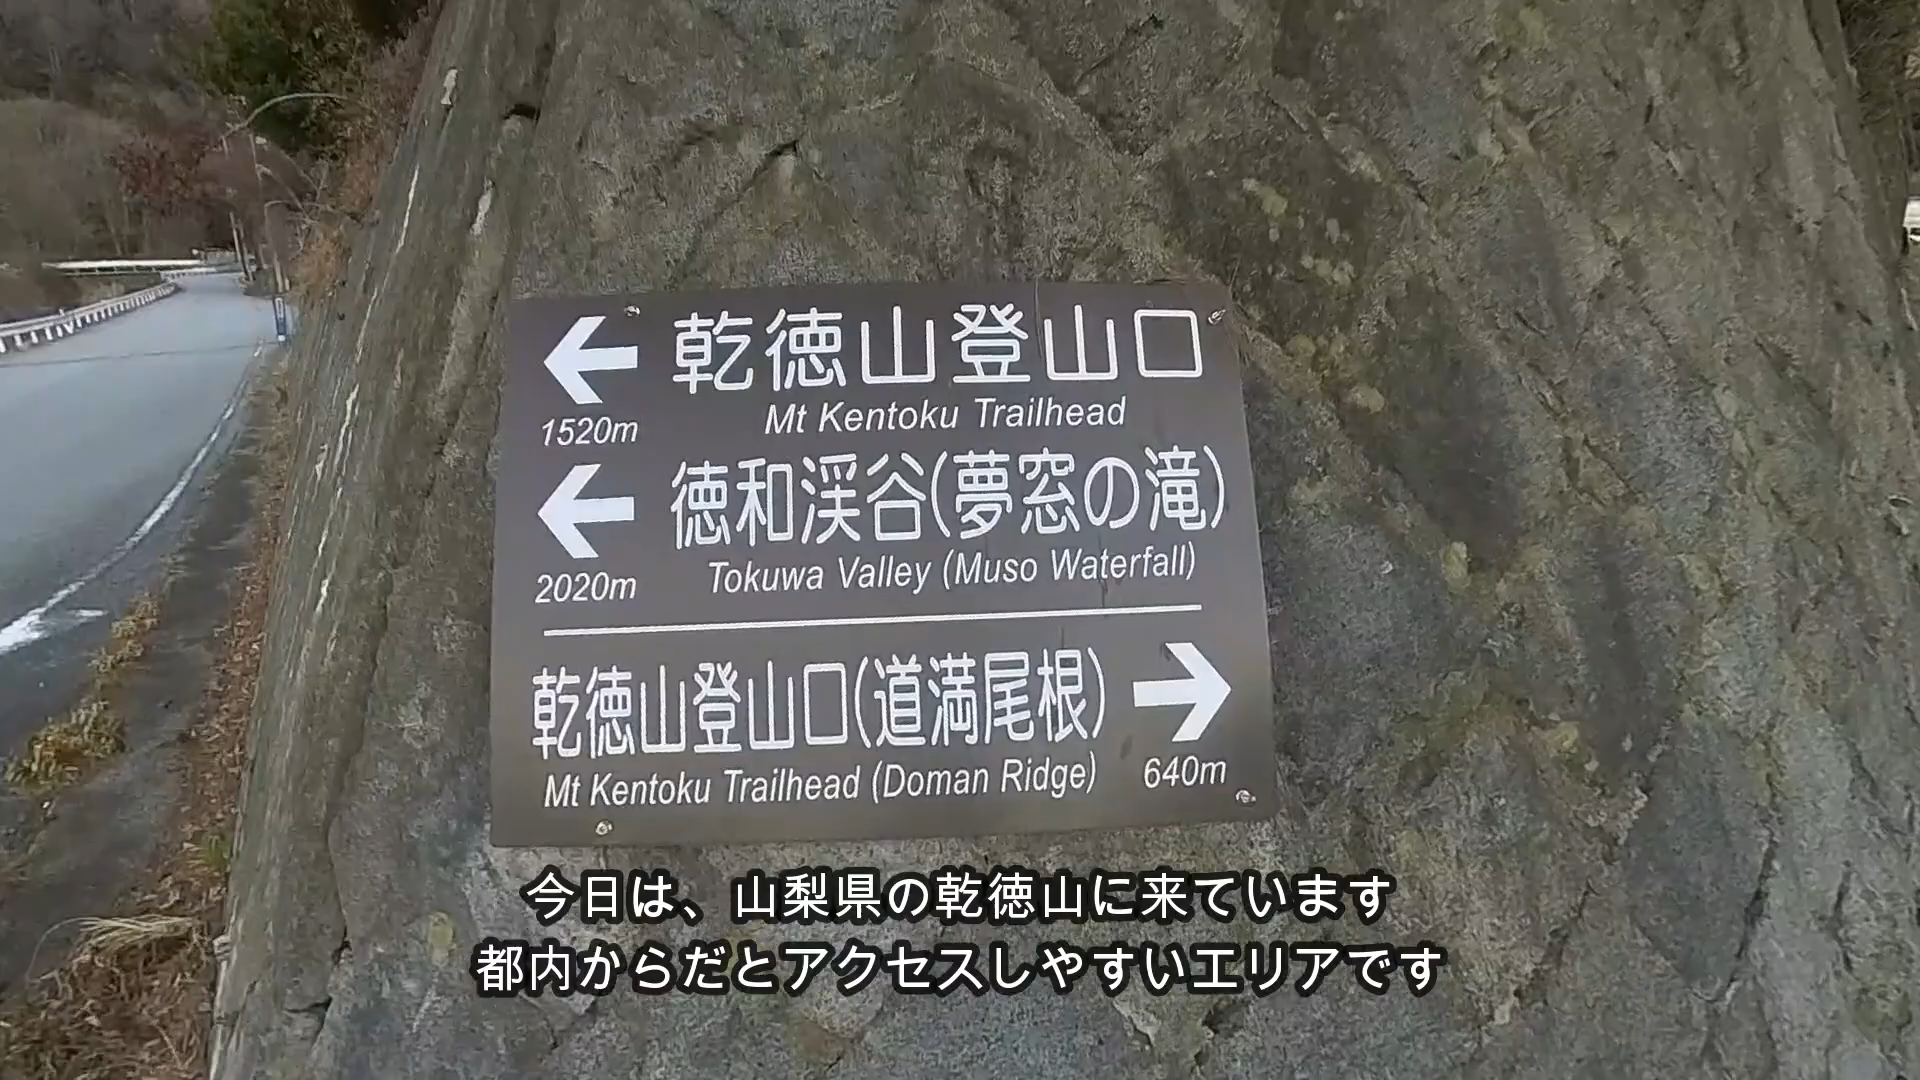 ← 乾徳山登山口
1520m Mt Kentoku Trailhead
← 徳和渓谷(夢窓の滝)
2020m Tokuwa Valley (Muso Waterfall)
乾徳山登山口(道満尾根) →
Mt Kentoku Trailhead (Doman Ridge) 640m
今日は、山梨県の乾徳山に来ています
都内からだとアクセスしやすいエリアです